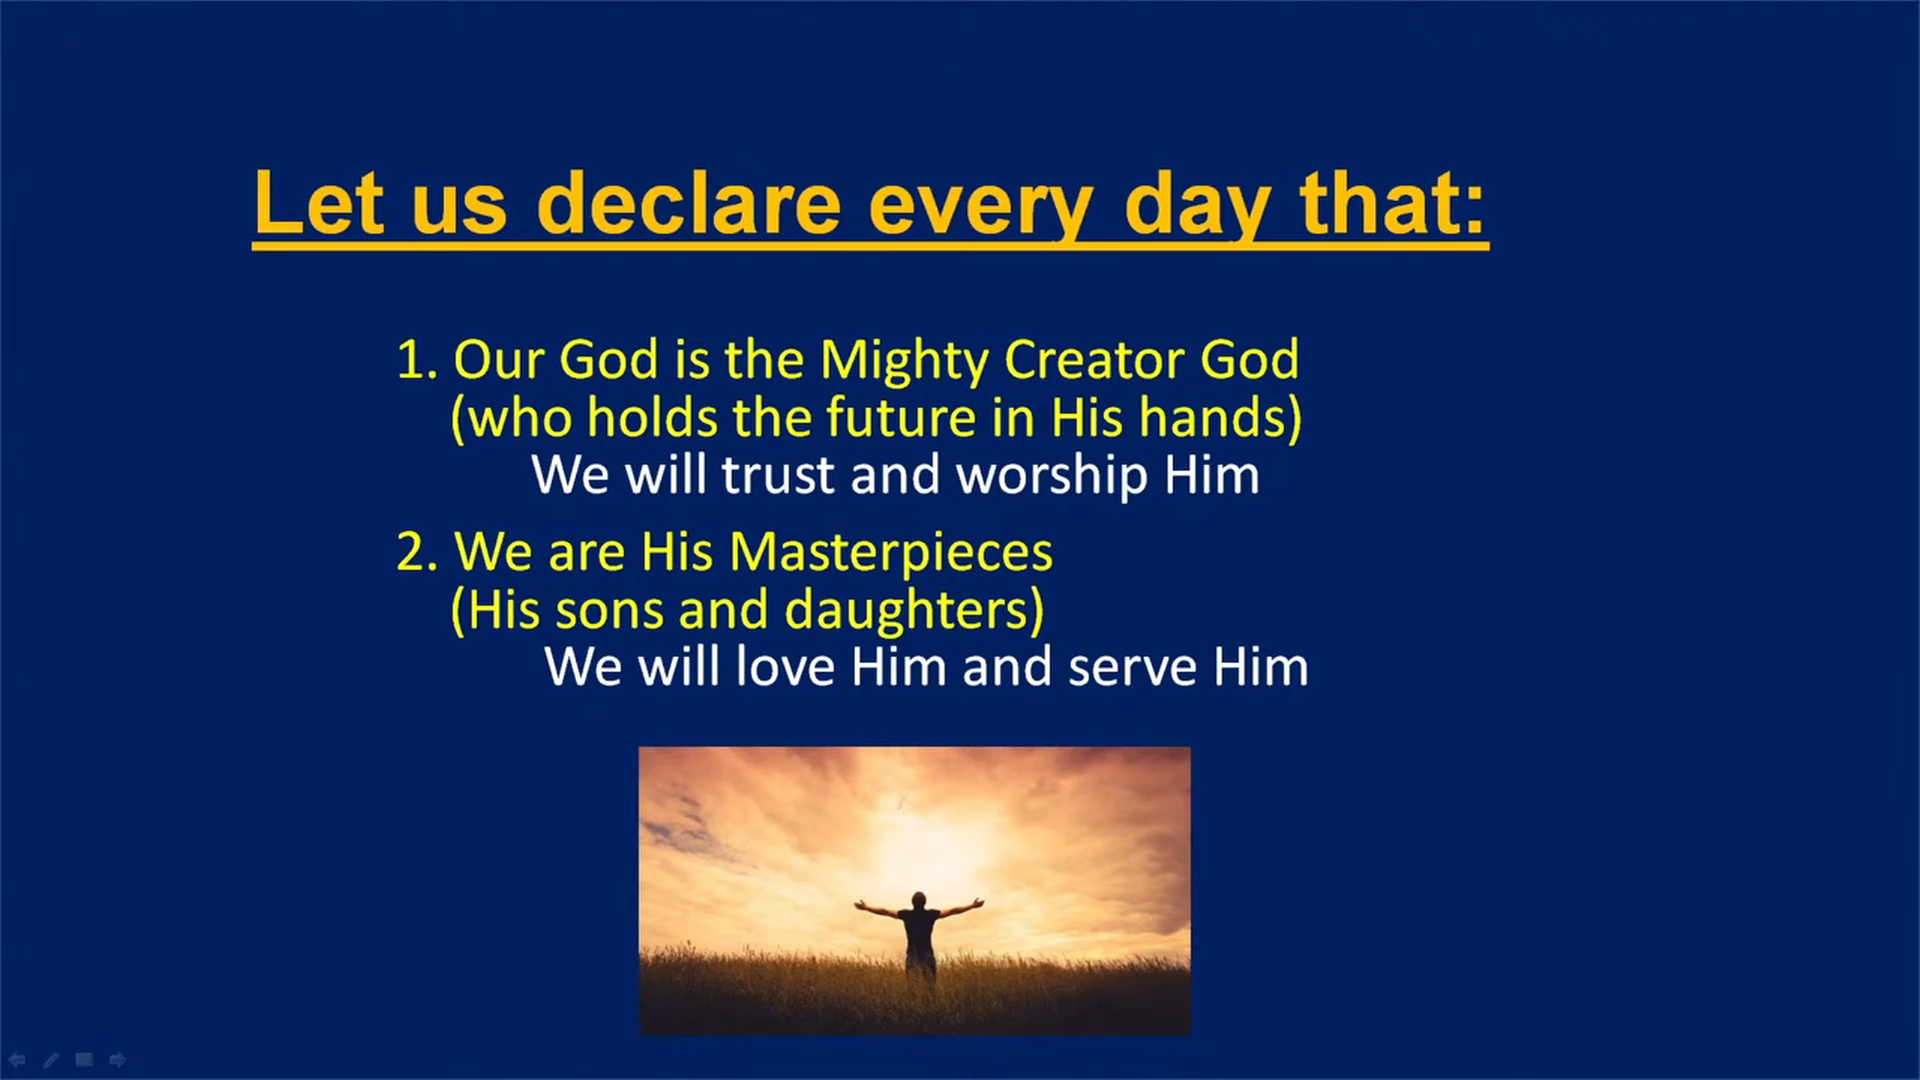 Let us declare every day that:
1. Our God is the Mighty Creator God
(who holds the future in His hands)
We will trust and worship Him
2. We are His Masterpieces
(His sons and daughters)
We will love Him and serve Him